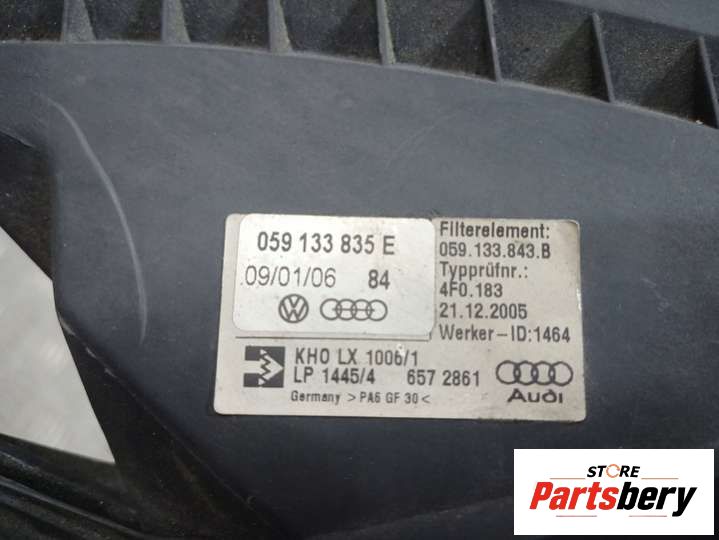 059 133 835 E
09/01/06 84
Filterelement:
059.133.843.B
Typprüfnr.:
4F0.183
21.12.2005
Werker-ID:1464
KHO LX 1006/1
LP 1445/4 657 2861
Germany >PA6 GF 30<
Audi
STORE
Partsbery